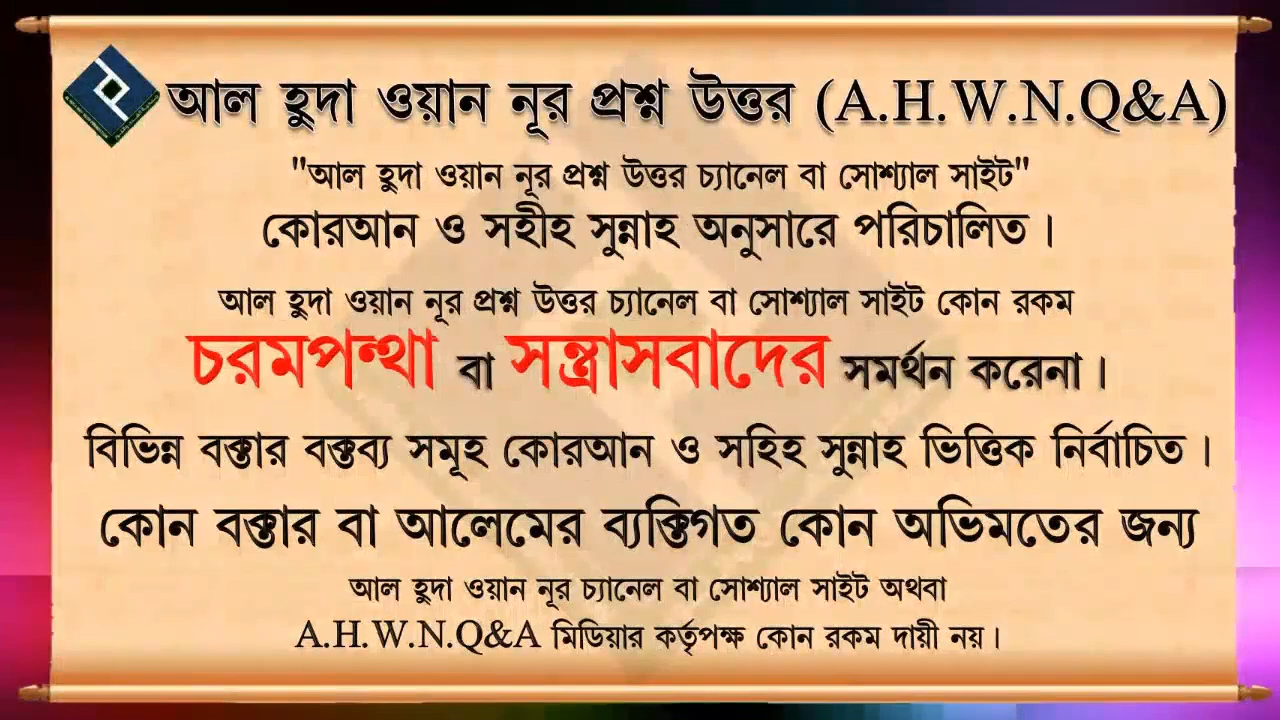 আল হুদা ওয়ান নূর প্রশ্ন উত্তর (A.H.W.N.Q&A)
"আল হুদা ওয়ান নূর প্রশ্ন উত্তর চ্যানেল বা সোশ্যাল সাইট"
কোরআন ও সহীহ সুন্নাহ অনুসারে পরিচালিত।
আল হুদা ওয়ান নূর প্রশ্ন উত্তর চ্যানেল বা সোশ্যাল সাইট কোন রকম
চরমপন্থা বা সন্ত্রাসবাদের সমর্থন করেনা।
বিভিন্ন বক্তার বক্তব্য সমূহ কোরআন ও সহিহ সুন্নাহ ভিত্তিক নির্বাচিত।
কোন বক্তার বা আলেমের ব্যক্তিগত কোন অভিমতের জন্য
আল হুদা ওয়ান নূর চ্যানেল বা সোশ্যাল সাইট অথবা
A.H.W.N.Q&A মিডিয়ার কর্তৃপক্ষ কোন রকম দায়ী নয়।